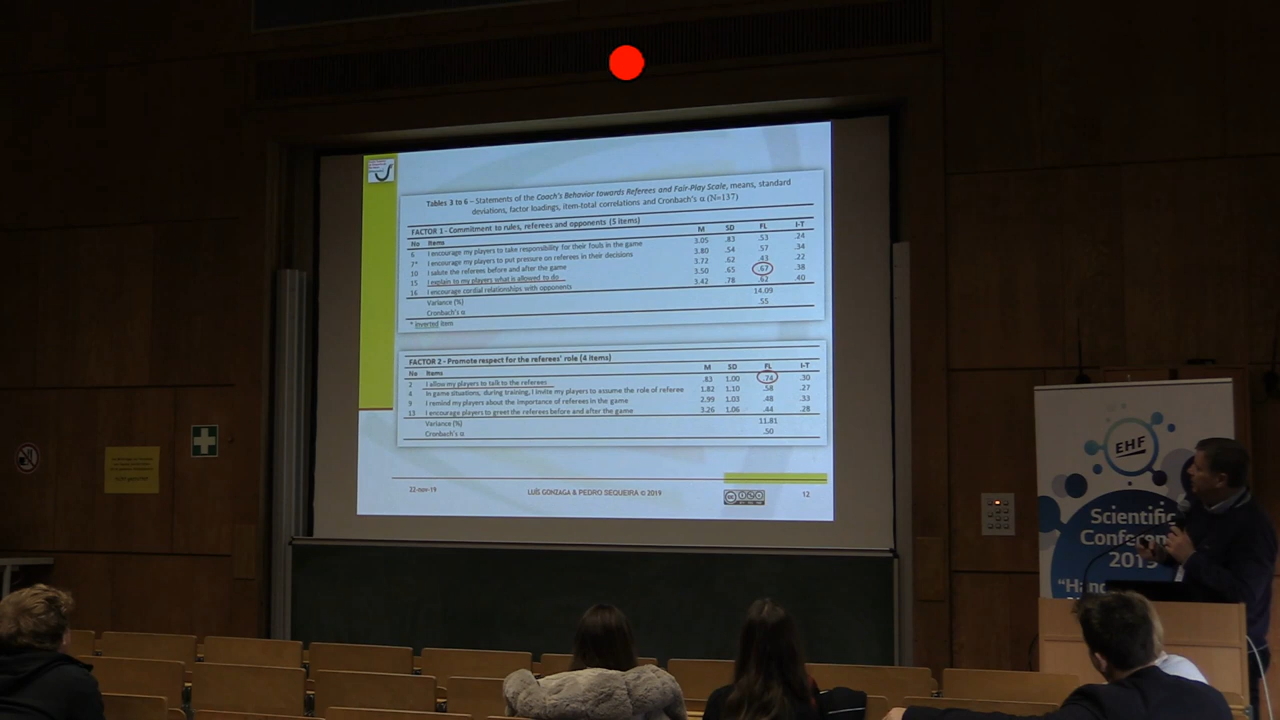 Tables 3 to 6 – Statements of the Coach's Behavior towards Referees and Fair-Play Scale, means, standard
deviations, factor loadings, item-total correlations and Cronbach's α (N=137)
FACTOR 1 - Commitment to rules, referees and opponents (5 items)
No Items M SD FL I-T
6 I encourage my players to take responsibility for their fouls in the game 3.05 .83 .53 .24
7* I encourage my players to put pressure on referees in their decisions 3.80 .54 .57 .34
10 I salute the referees before and after the game 3.72 .62 .43 .22
15 I explain to my players what is allowed to do 3.50 .65 .67 .38
16 I encourage cordial relationships with opponents 3.42 .78 .62 .40
Variance (%) 14.09
Cronbach's α .55
* inverted item
FACTOR 2 - Promote respect for the referees' role (4 items)
No Items M SD FL I-T
2 I allow my players to talk to the referees .83 1.00 .74 .30
4 In game situations, during training, I invite my players to assume the role of referee 1.82 1.10 .58 .27
9 I remind my players about the importance of referees in the game 2.99 1.03 .48 .33
13 I encourage players to greet the referees before and after the game 3.26 1.06 .44 .28
Variance (%) 11.81
Cronbach's α .50
22-nov-19 LUÍS GONZAGA & PEDRO SEQUEIRA © 2019 12
EHF
Scientific
Conferen
2019
"Han